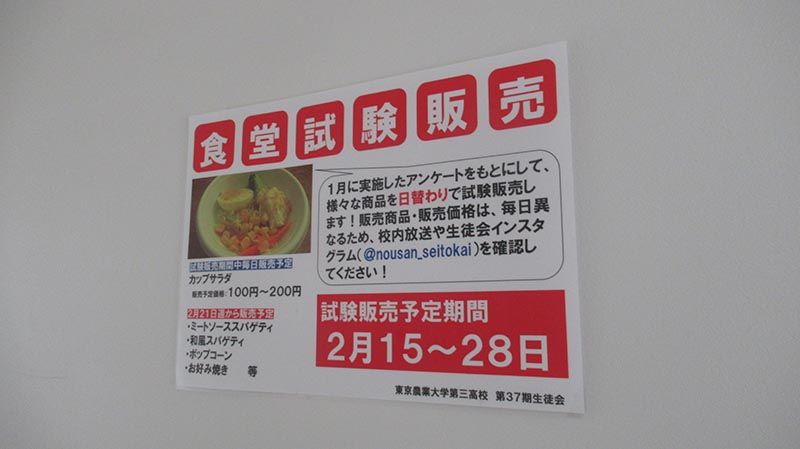 食堂試験販売
1月に実施したアンケートをもとにして、
様々な商品を日替わりで試験販売し
ます！販売商品・販売価格は、毎日異
なるため、校内放送や生徒会インスタ
グラム（@nousan_seitokai）を確認し
てください！
試験販売期間中毎日販売予定
カップサラダ
販売予定価格：100円～200円
2月21日週から販売予定
・ミートソーススパゲティ
・和風スパゲティ
・ポップコーン
・お好み焼き　等
試験販売予定期間
2月15～28日
東京農業大学第三高校　第37期生徒会